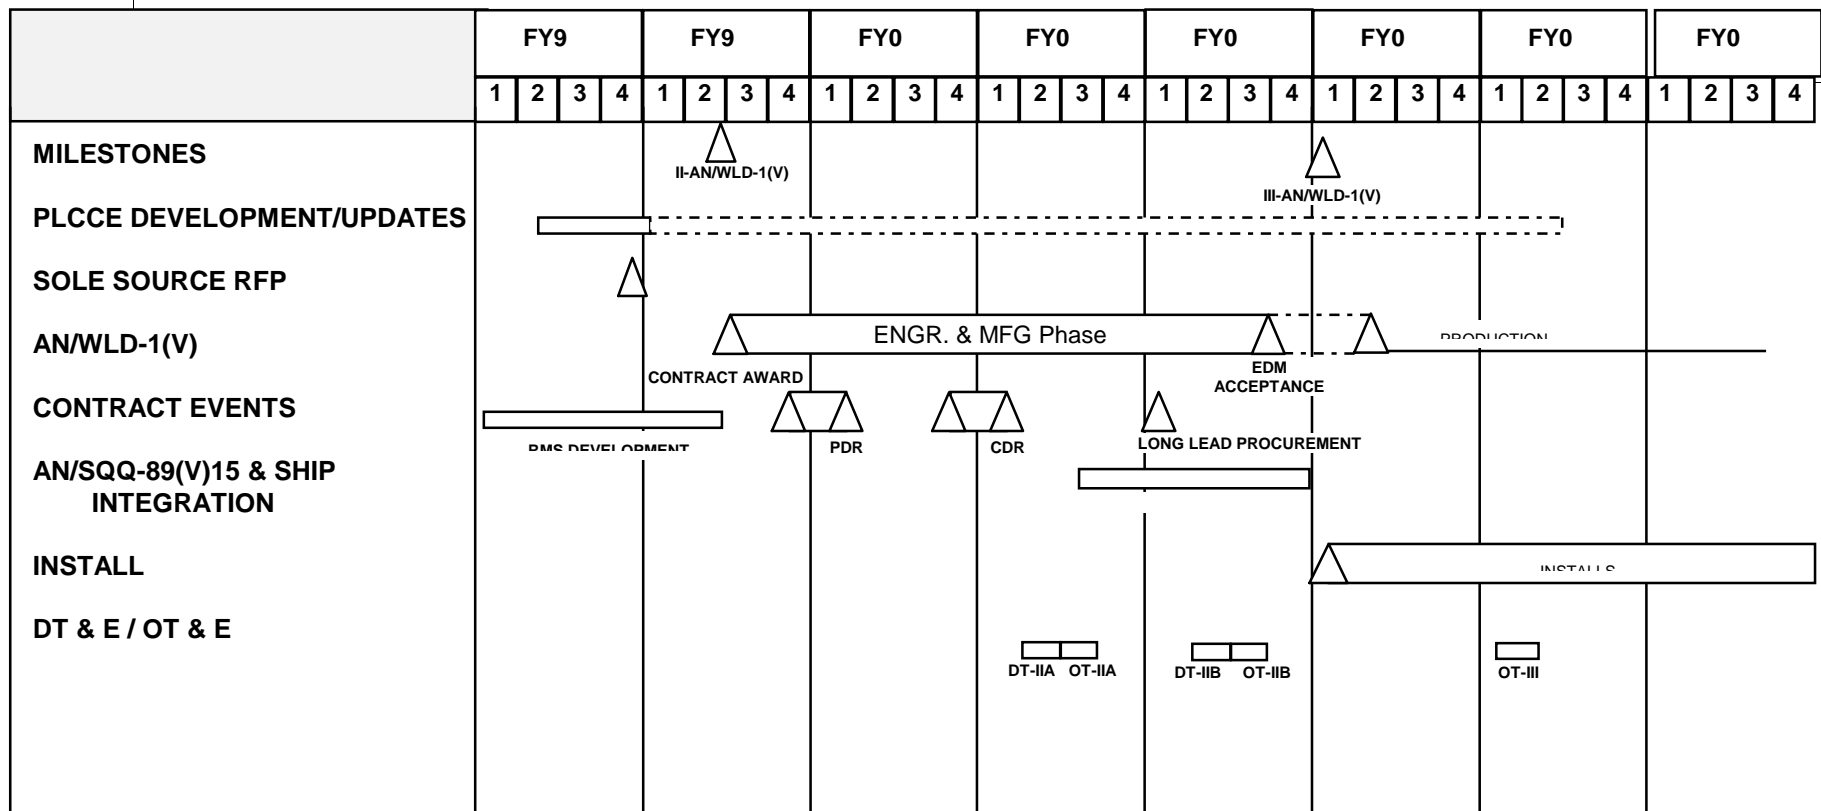 FY9 FY9 FY0 FY0 FY0 FY0 FY0 FY0
1 2 3 4 1 2 3 4 1 2 3 4 1 2 3 4 1 2 3 4 1 2 3 4 1 2 3 4 1 2 3 4
MILESTONES
II-AN/WLD-1(V)
III-AN/WLD-1(V)
PLCCE DEVELOPMENT/UPDATES
SOLE SOURCE RFP
AN/WLD-1(V)
ENGR. & MFG Phase
PRODUCTION
CONTRACT AWARD
EDM
ACCEPTANCE
CONTRACT EVENTS
RMS DEVELOPMENT
PDR
CDR
LONG LEAD PROCUREMENT
AN/SQQ-89(V)15 & SHIP
INTEGRATION
INSTALL
INSTALLS
DT & E / OT & E
DT-IIA OT-IIA
DT-IIB OT-IIB
OT-III